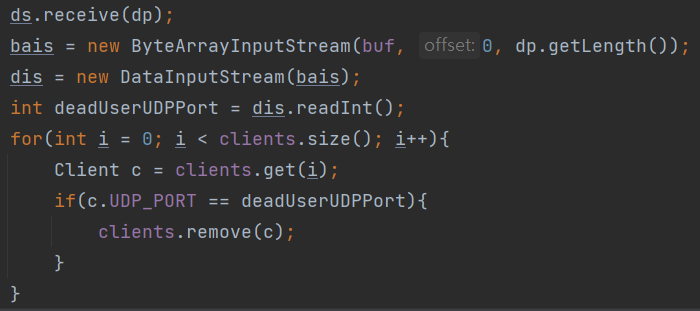 ds.receive(dp);
bais = new ByteArrayInputStream(buf, offset: 0, dp.getLength());
dis = new DataInputStream(bais);
int deadUserUDPPort = dis.readInt();
for(int i = 0; i < clients.size(); i++){
Client c = clients.get(i);
if(c.UDP_PORT == deadUserUDPPort){
clients.remove(c);
}
}